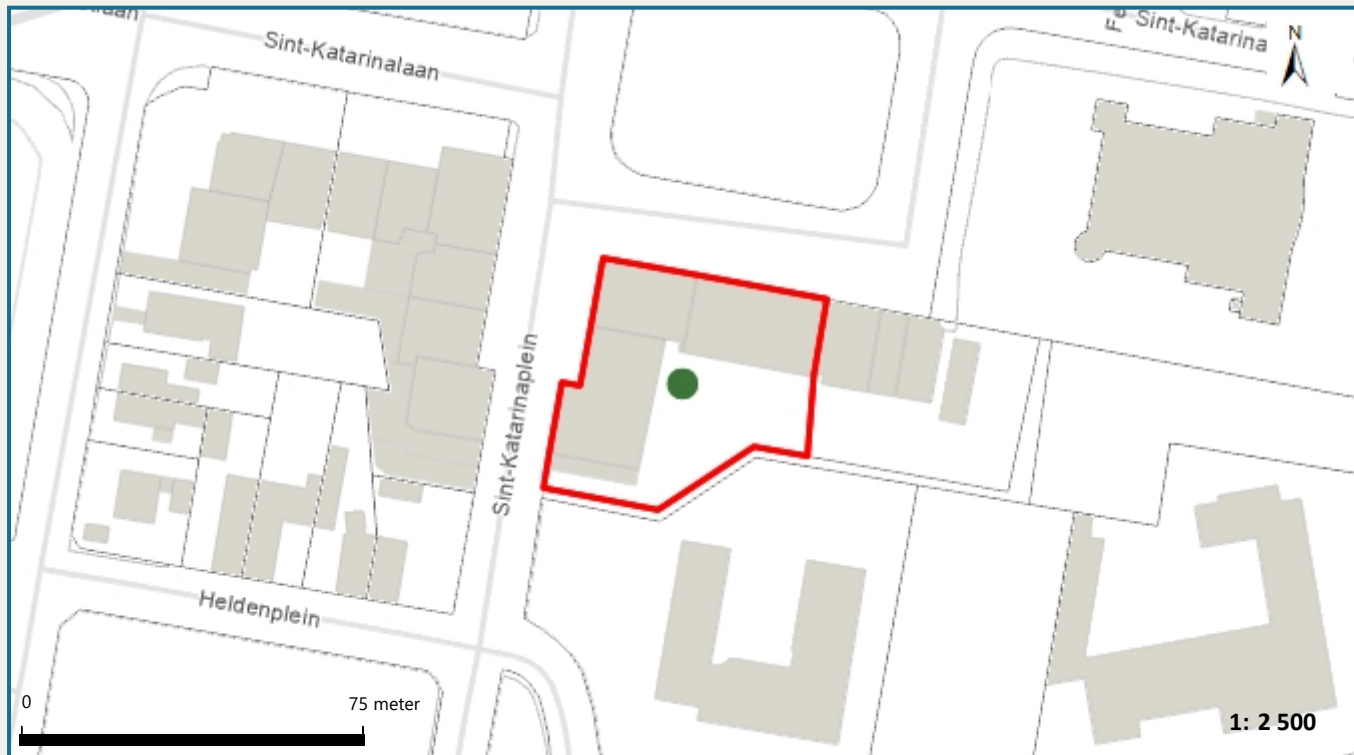 Sint-Katarinalaan
Sint-Katarina
N
Sint-Katarinaplein
Heldenplein
0
75 meter
1: 2 500